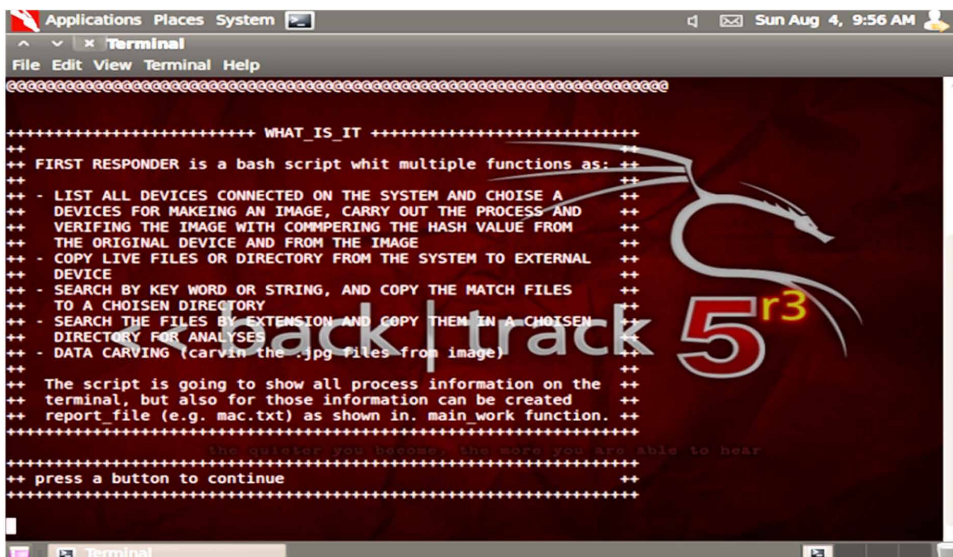 Applications Places System Sun Aug 4, 9:56 AM
Terminal
File Edit View Terminal Help
@@@@@@@@@@@@@@@@@@@@@@@@@@@@@@@@@@@@@@@@@@@@@@@@@@@@@@@@@@@@@@@@@@@@@
++++++++++++++++++++++++++ WHAT_IS_IT ++++++++++++++++++++++++++++
++ ++
++ FIRST RESPONDER is a bash script whit multiple functions as: ++
++ ++
++ - LIST ALL DEVICES CONNECTED ON THE SYSTEM AND CHOISE A ++
++ DEVICES FOR MAKEING AN IMAGE, CARRY OUT THE PROCESS AND ++
++ VERIFING THE IMAGE WITH COMMPERING THE HASH VALUE FROM ++
++ THE ORIGINAL DEVICE AND FROM THE IMAGE ++
++ - COPY LIVE FILES OR DIRECTORY FROM THE SYSTEM TO EXTERNAL ++
++ DEVICE ++
++ - SEARCH BY KEY WORD OR STRING, AND COPY THE MATCH FILES ++
++ TO A CHOISEN DIRECTORY ++
++ - SEARCH THE FILES BY EXTENSION AND COPY THEM IN A CHOISEN ++
++ DIRECTORY FOR ANALYSES ++
++ - DATA CARVING (carvin the .jpg files from image) ++
++ ++
++ The script is going to show all process information on the ++
++ terminal, but also for those information can be created ++
++ report_file (e.g. mac.txt) as shown in. main_work function. ++
++++++++++++++++++++++++++++++++++++++++++++++++++++++++++++++++++
<< back | track 5 r3
the quieter you become, the more you are able to hear
++++++++++++++++++++++++++++++++++++++++++++++++++++++++++++++++++
++ press a button to continue ++
++++++++++++++++++++++++++++++++++++++++++++++++++++++++++++++++++
Terminal